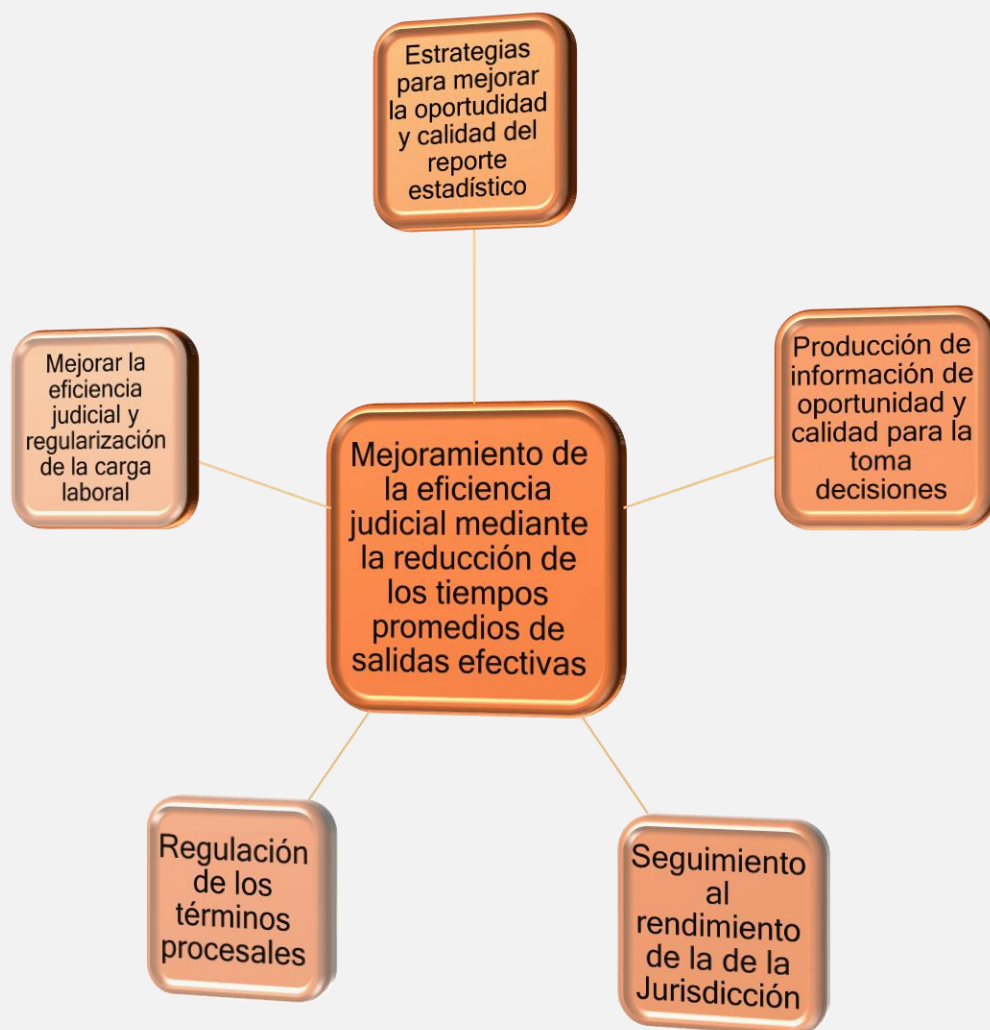 Estrategias
para mejorar
la oportudidad
y calidad del
reporte
estadístico
Mejorar la
eficiencia
judicial y
regularización
de la carga
laboral
Producción de
información de
oportunidad y
calidad para la
toma
decisiones
Mejoramiento de
la eficiencia
judicial mediante
la reducción de
los tiempos
promedios de
salidas efectivas
Regulación
de los
términos
procesales
Seguimiento
al
rendimiento
de la de la
Jurisdicción